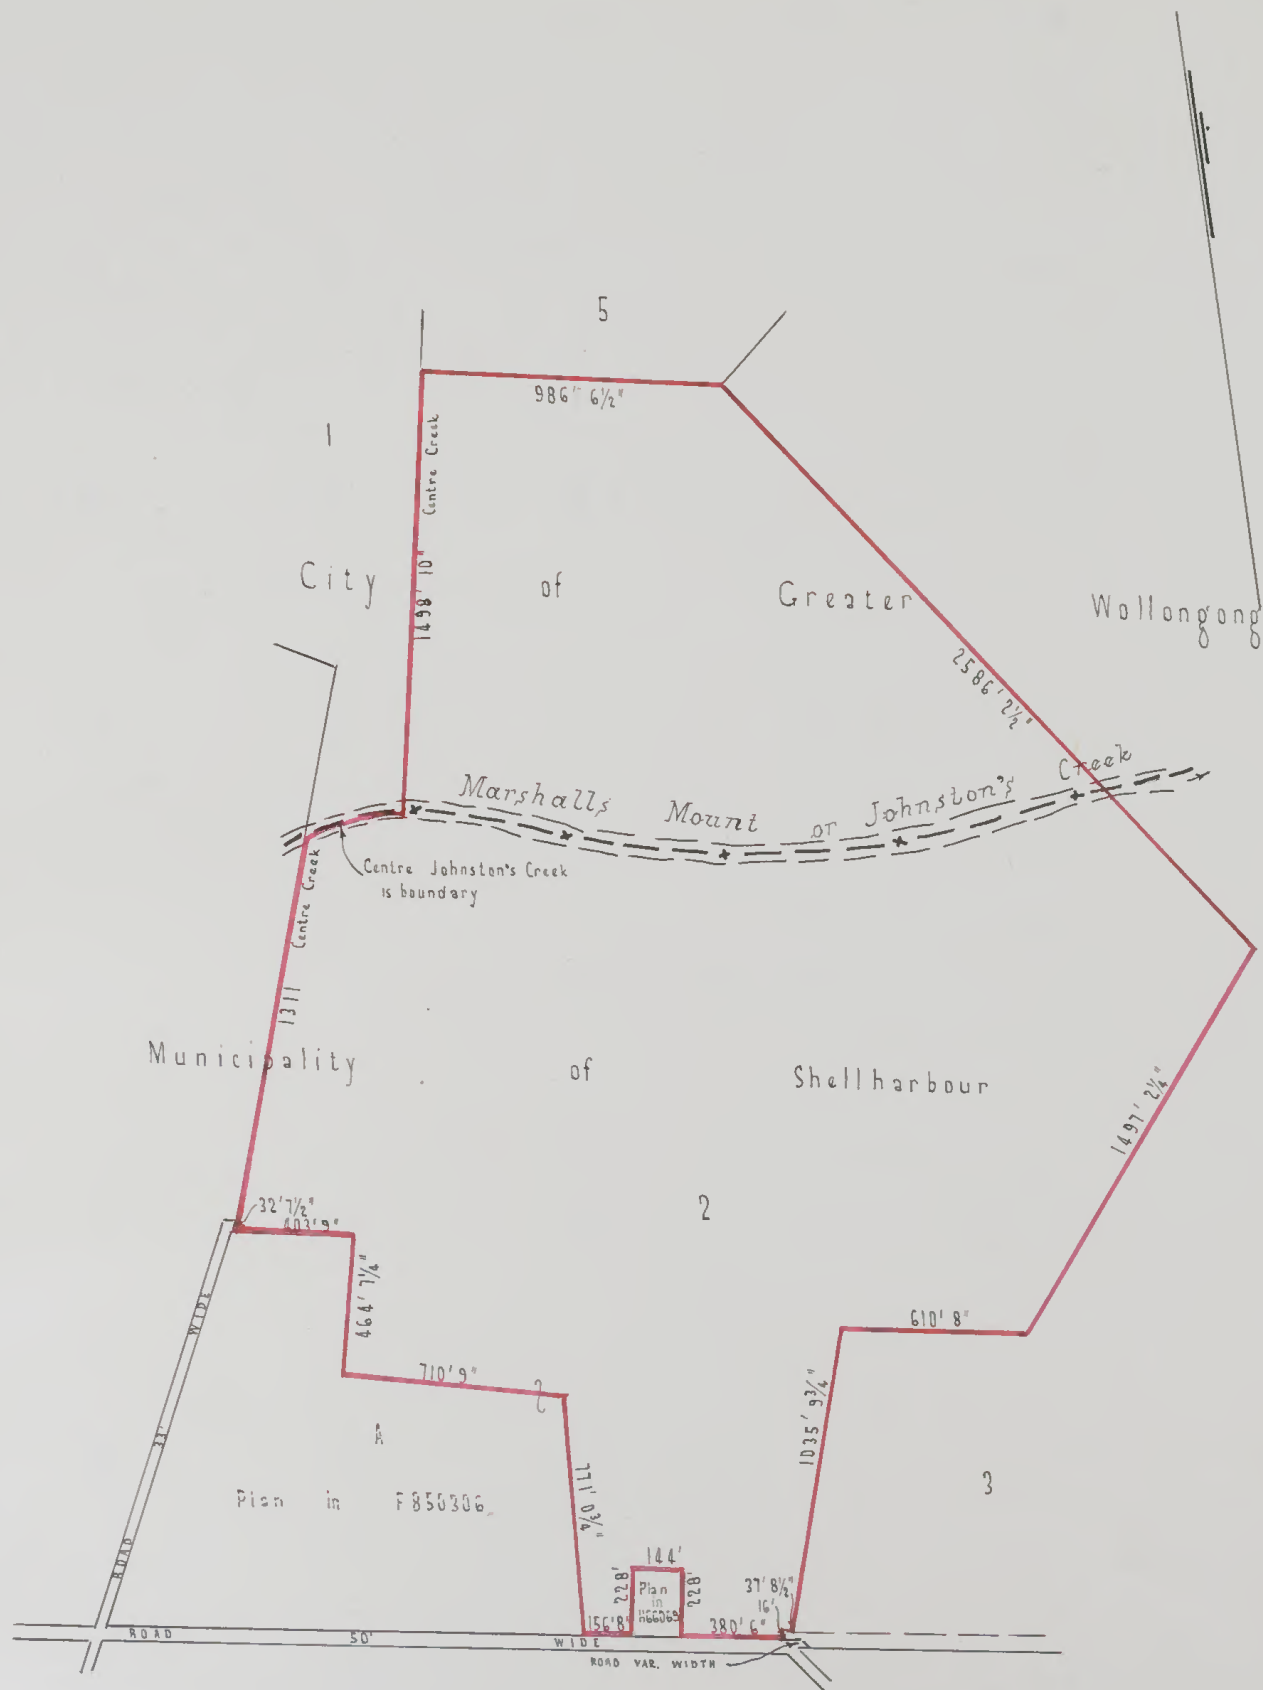 5
986' 6½"
1
Centre Creek
1498' 10"
City of Greater Wollongong
2586' 2½"
Marshalls Mount or Johnston's Creek
Centre Johnston's Creek
is boundary
Centre Creek
1311
Municipality of Shellharbour
1497' 2¼"
2
32' 7½"
403' 9"
464' 7¼"
610' 8"
710' 9"
1035' 9¾"
A
Plan in F850306
3
771' 0¾"
WIDE
33'
ROAD
144'
228'
Plan
in
H66069
228'
37' 8½"
16'
156' 8"
380' 6"
ROAD 50' WIDE
ROAD VAR. WIDTH